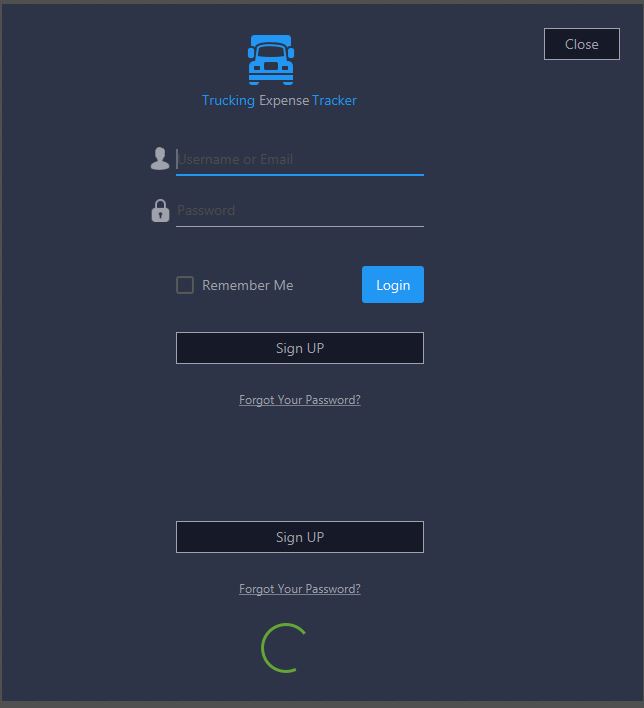 Close
Trucking Expense Tracker
Username or Email
Password
Remember Me
Login
Sign UP
Forgot Your Password?
Sign UP
Forgot Your Password?